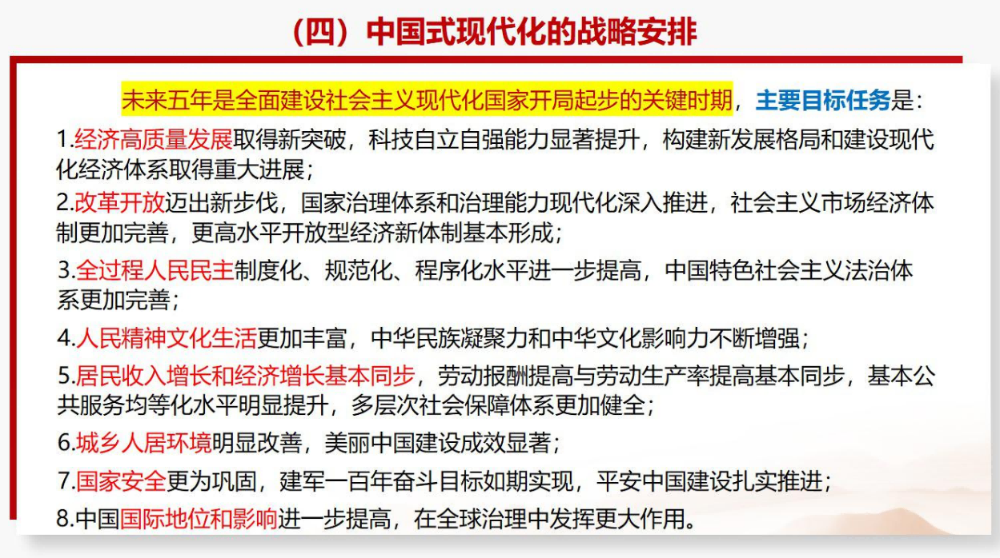 （四）中国式现代化的战略安排
未来五年是全面建设社会主义现代化国家开局起步的关键时期，主要目标任务是：
1.经济高质量发展取得新突破，科技自立自强能力显著提升，构建新发展格局和建设现代
化经济体系取得重大进展；
2.改革开放迈出新步伐，国家治理体系和治理能力现代化深入推进，社会主义市场经济体
制更加完善，更高水平开放型经济新体制基本形成；
3.全过程人民民主制度化、规范化、程序化水平进一步提高，中国特色社会主义法治体
系更加完善；
4.人民精神文化生活更加丰富，中华民族凝聚力和中华文化影响力不断增强；
5.居民收入增长和经济增长基本同步，劳动报酬提高与劳动生产率提高基本同步，基本公
共服务均等化水平明显提升，多层次社会保障体系更加健全；
6.城乡人居环境明显改善，美丽中国建设成效显著；
7.国家安全更为巩固，建军一百年奋斗目标如期实现，平安中国建设扎实推进；
8.中国国际地位和影响进一步提高，在全球治理中发挥更大作用。